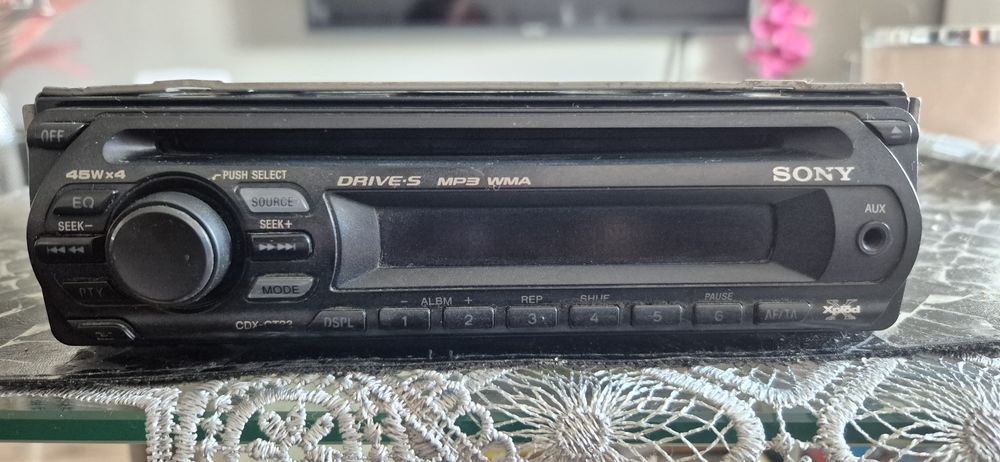 OFF
45W x 4
PUSH SELECT
DRIVE•S MP3 WMA
SONY
EQ
SOURCE
AUX
SEEK–
SEEK+
PTY
MODE
– ALBM + REP SHUF PAUSE
DSPL 1 2 3 4 5 6 AF/TA
Xplod